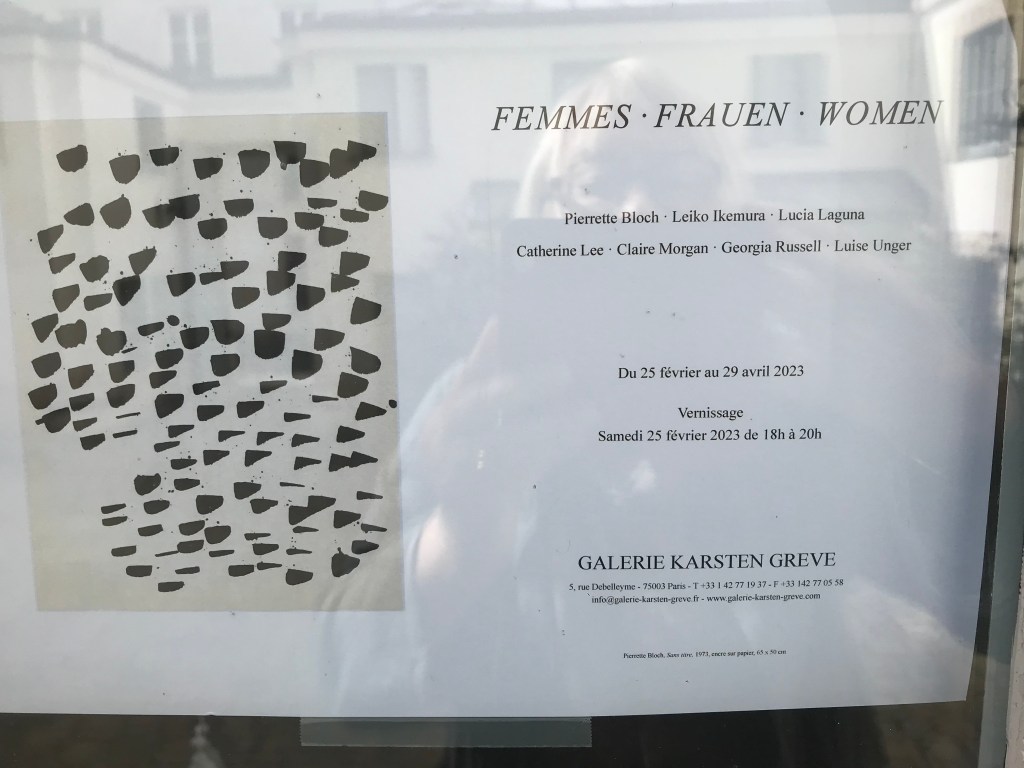 FEMMES · FRAUEN · WOMEN
Pierrette Bloch · Leiko Ikemura · Lucia Laguna
Catherine Lee · Claire Morgan · Georgia Russell · Luise Unger
Du 25 février au 29 avril 2023
Vernissage
Samedi 25 février 2023 de 18h à 20h
GALERIE KARSTEN GREVE
5, rue Debelleyme - 75003 Paris - T +33 1 42 77 19 37 - F +33 142 77 05 58
info@galerie-karsten-greve.fr - www.galerie-karsten-greve.com
Pierrette Bloch, Sans titre, 1973, encre sur papier, 65 x 50 cm